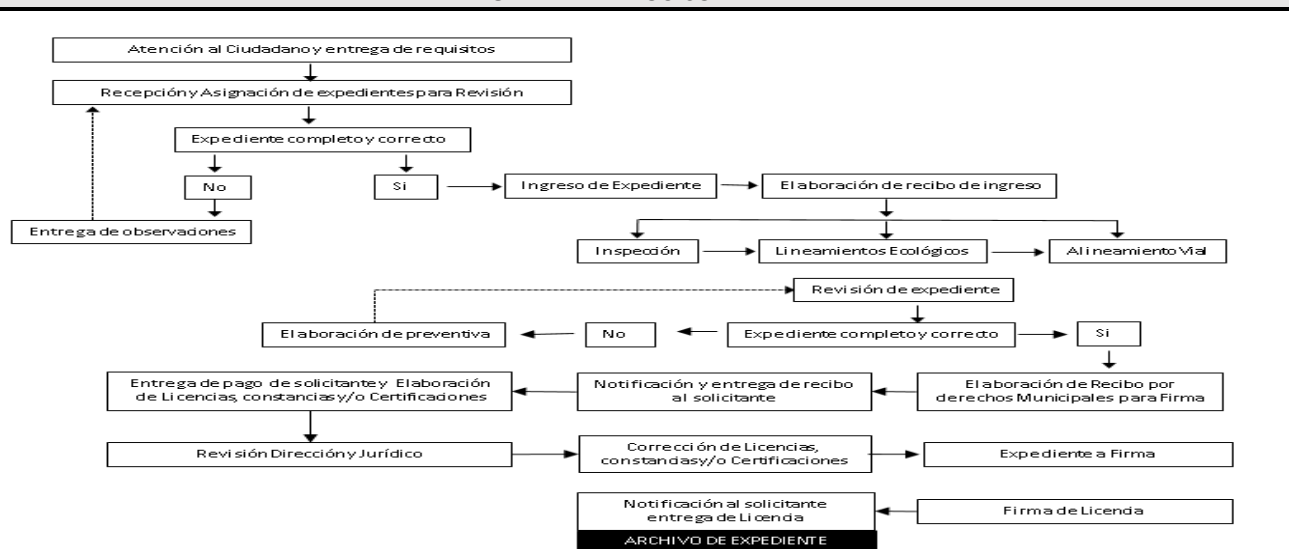 Atención al Ciudadano y entrega de requisitos
Recepción y Asignación de expedientes para Revisión
Expediente completo y correcto
No
Si
Ingreso de Expediente
Elaboración de recibo de ingreso
Entrega de observaciones
Inspección
Lineamientos Ecológicos
Alineamiento Vial
Revisión de expediente
Elaboración de preventiva
No
Expediente completo y correcto
Si
Entrega de pago de solicitante y Elaboración
de Licencias, constancias y/o Certificaciones
Notificación y entrega de recibo
al solicitante
Elaboración de Recibo por
derechos Municipales para Firma
Revisión Dirección y Jurídico
Corrección de Licencias,
constancias y/o Certificaciones
Expediente a Firma
Notificación al solicitante
entrega de Licencia
Firma de Licencia
ARCHIVO DE EXPEDIENTE